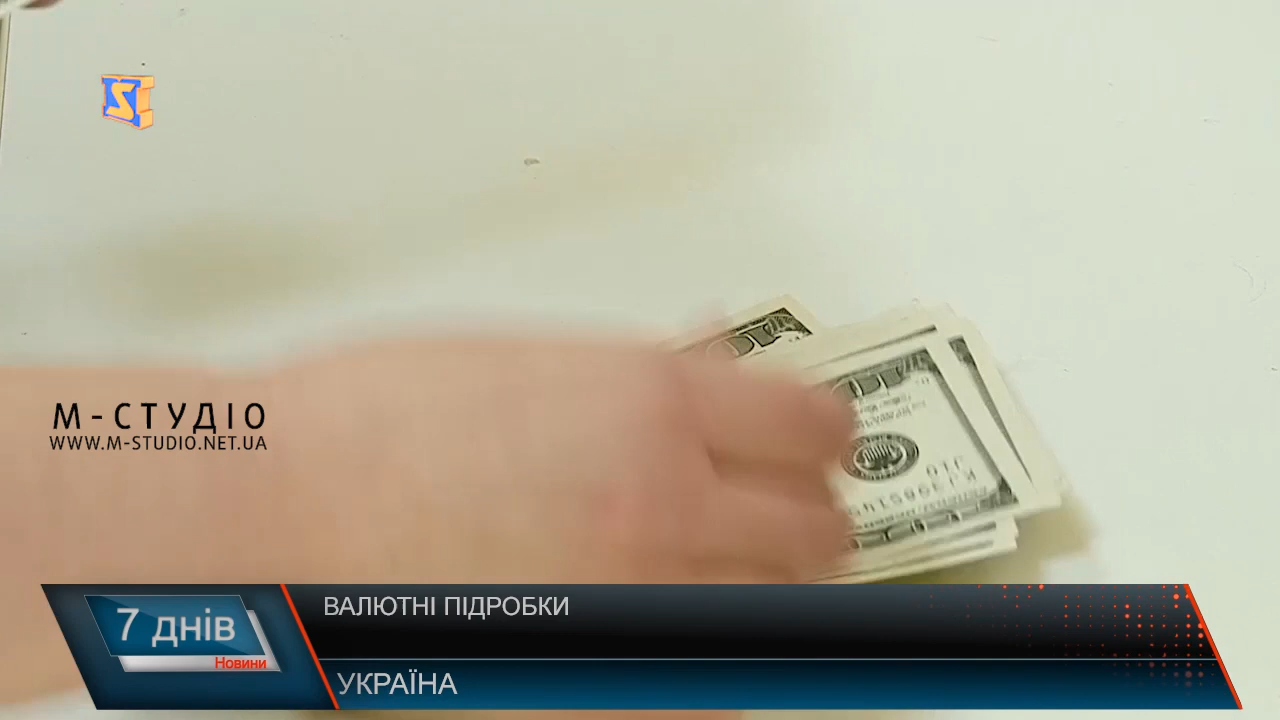 М-СТУДІО
WWW.M-STUDIO.NET.UA
7 днів
Новини
ВАЛЮТНІ ПІДРОБКИ
УКРАЇНА